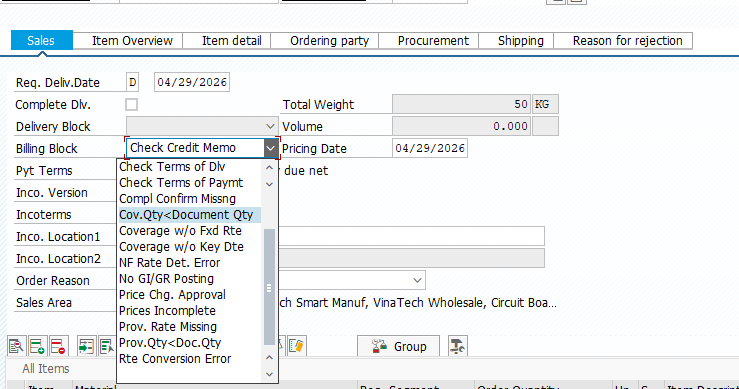 Sales Item Overview Item detail Ordering party Procurement Shipping Reason for rejection
Req. Deliv.Date D 04/29/2026
Complete Dlv. Total Weight 50 KG
Delivery Block Volume 0.000
Billing Block Check Credit Memo Pricing Date 04/29/2026
Pyt Terms due net
Check Terms of Dlv
Check Terms of Paymt
Compl Confirm Missng
Cov.Qty<Document Qty
Coverage w/o Fxd Rte
Coverage w/o Key Dte
NF Rate Det. Error
No GI/GR Posting
Price Chg. Approval
Prices Incomplete
Prov. Rate Missing
Prov.Qty<Doc.Qty
Rte Conversion Error
Inco. Version
Incoterms
Inco. Location1
Inco. Location2
Order Reason
Sales Area ch Smart Manuf, VinaTech Wholesale, Circuit Boa...
Group
All Items